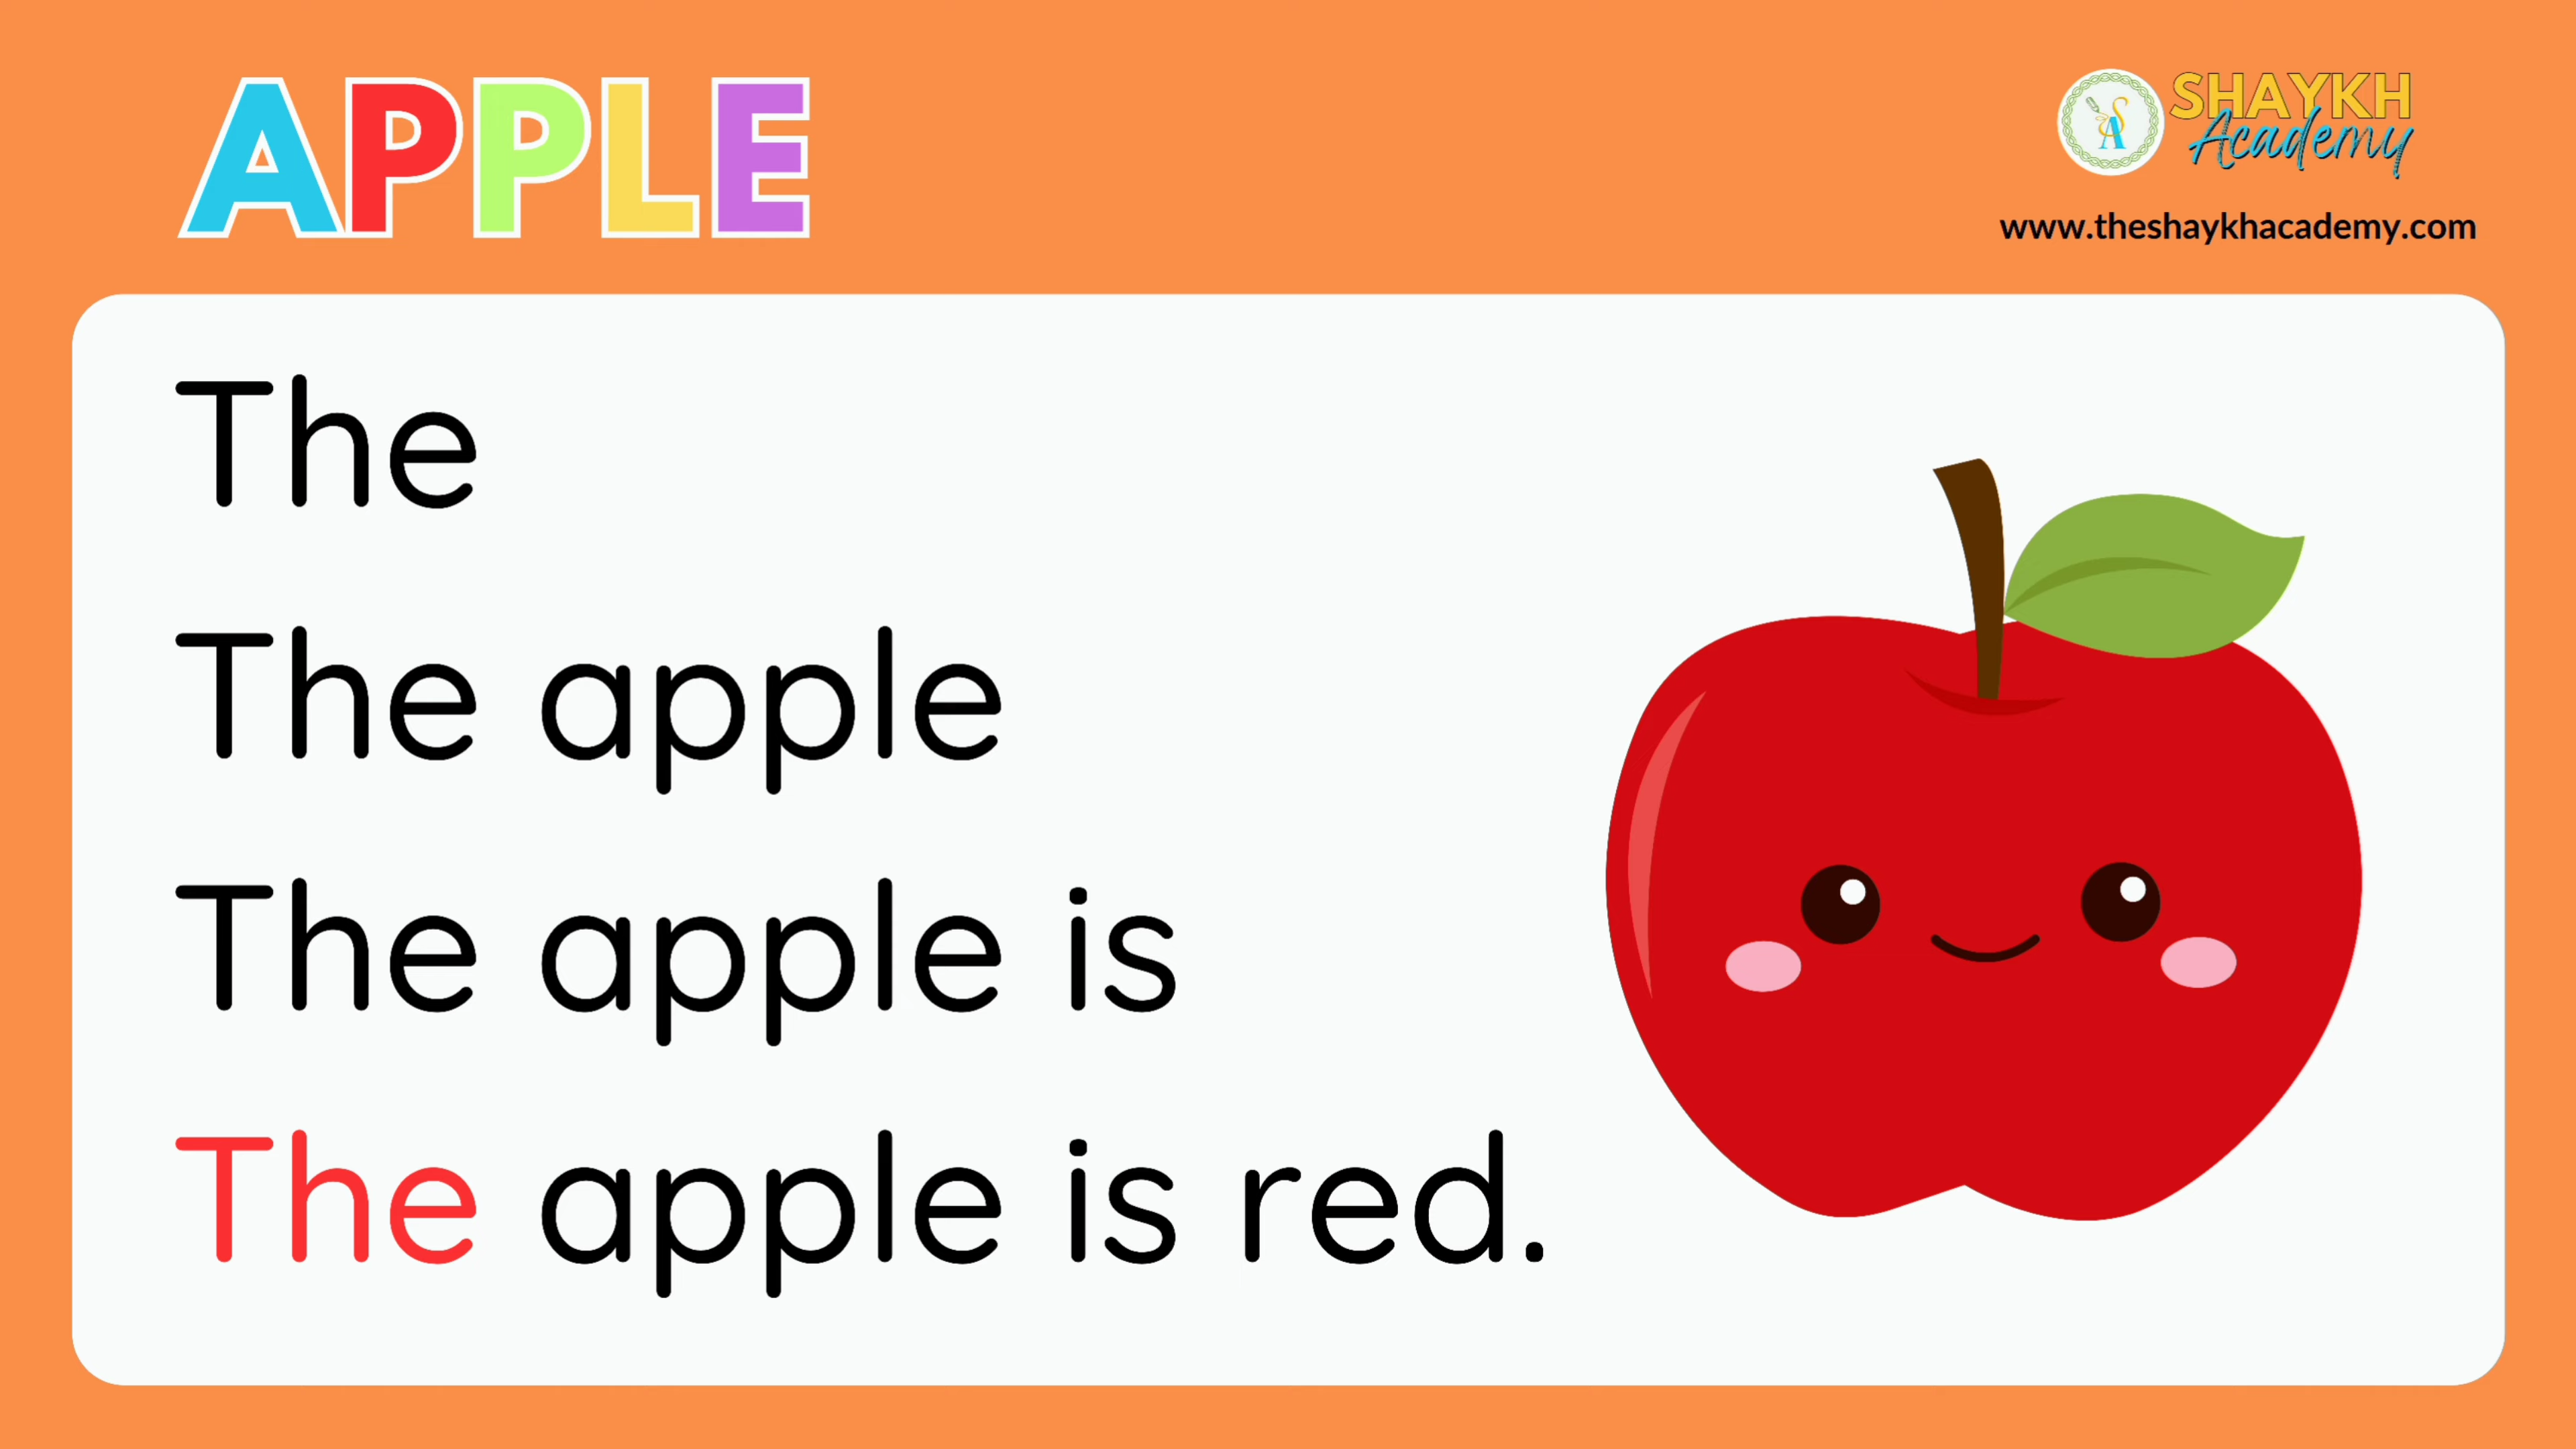 APPLE
SHAYKH
Academy
www.theshaykhacademy.com
The
The apple
The apple is
The apple is red.